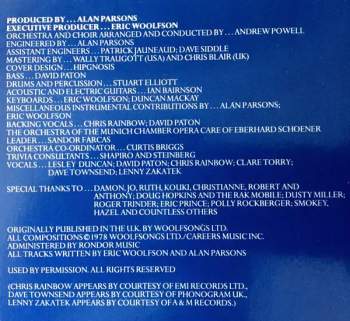 PRODUCED BY...ALAN PARSONS
EXECUTIVE PRODUCER...ERIC WOOLFSON
ORCHESTRA AND CHOIR ARRANGED AND CONDUCTED BY...ANDREW POWELL
ENGINEERED BY...ALAN PARSONS
ASSISTANT ENGINEERS...PATRICK JAUNEAUD; DAVE SIDDLE
MASTERING BY...WALLY TRAUGOTT (USA) AND CHRIS BLAIR (UK)
COVER DESIGN...HIPGNOSIS
BASS...DAVID PATON
DRUMS AND PERCUSSION...STUART ELLIOTT
ACOUSTIC AND ELECTRIC GUITARS...IAN BAIRNSON
KEYBOARDS...ERIC WOOLFSON; DUNCAN MACKAY
MISCELLANEOUS INSTRUMENTAL CONTRIBUTIONS BY...ALAN PARSONS;
ERIC WOOLFSON
BACKING VOCALS...CHRIS RAINBOW; DAVID PATON
THE ORCHESTRA OF THE MUNICH CHAMBER OPERA CARE OF EBERHARD SCHOENER
LEADER...SANDOR FARCAS
ORCHESTRA CO-ORDINATOR...CURTIS BRIGGS
TRIVIA CONSULTANTS...SHAPIRO AND STEINBERG
VOCALS...LESLEY DUNCAN; DAVID PATON; CHRIS RAINBOW; CLARE TORRY;
DAVE TOWNSEND; LENNY ZAKATEK
SPECIAL THANKS TO...DAMON, JO, RUTH, KOUKI, CHRISTIANNE, ROBERT AND
ANTHONY; DOUG HOPKINS AND THE RAK MOBILE; DUSTY MILLER;
ROGER TRINDER; ERIC PRINCE; POLLY ROCKBERGER; SMOKEY,
HAZEL AND COUNTLESS OTHERS
ORIGINALLY PUBLISHED IN THE U.K. BY WOOLFSONGS LTD.
ALL COMPOSITIONS © 1978 WOOLFSONGS LTD./CAREERS MUSIC INC.
ADMINISTERED BY RONDOR MUSIC
ALL TRACKS WRITTEN BY ERIC WOOLFSON AND ALAN PARSONS
USED BY PERMISSION. ALL RIGHTS RESERVED
(CHRIS RAINBOW APPEARS BY COURTESY OF EMI RECORDS LTD.,
DAVE TOWNSEND APPEARS BY COURTESY OF PHONOGRAM UK.,
LENNY ZAKATEK APPEARS BY COURTESY OF A & M RECORDS.)